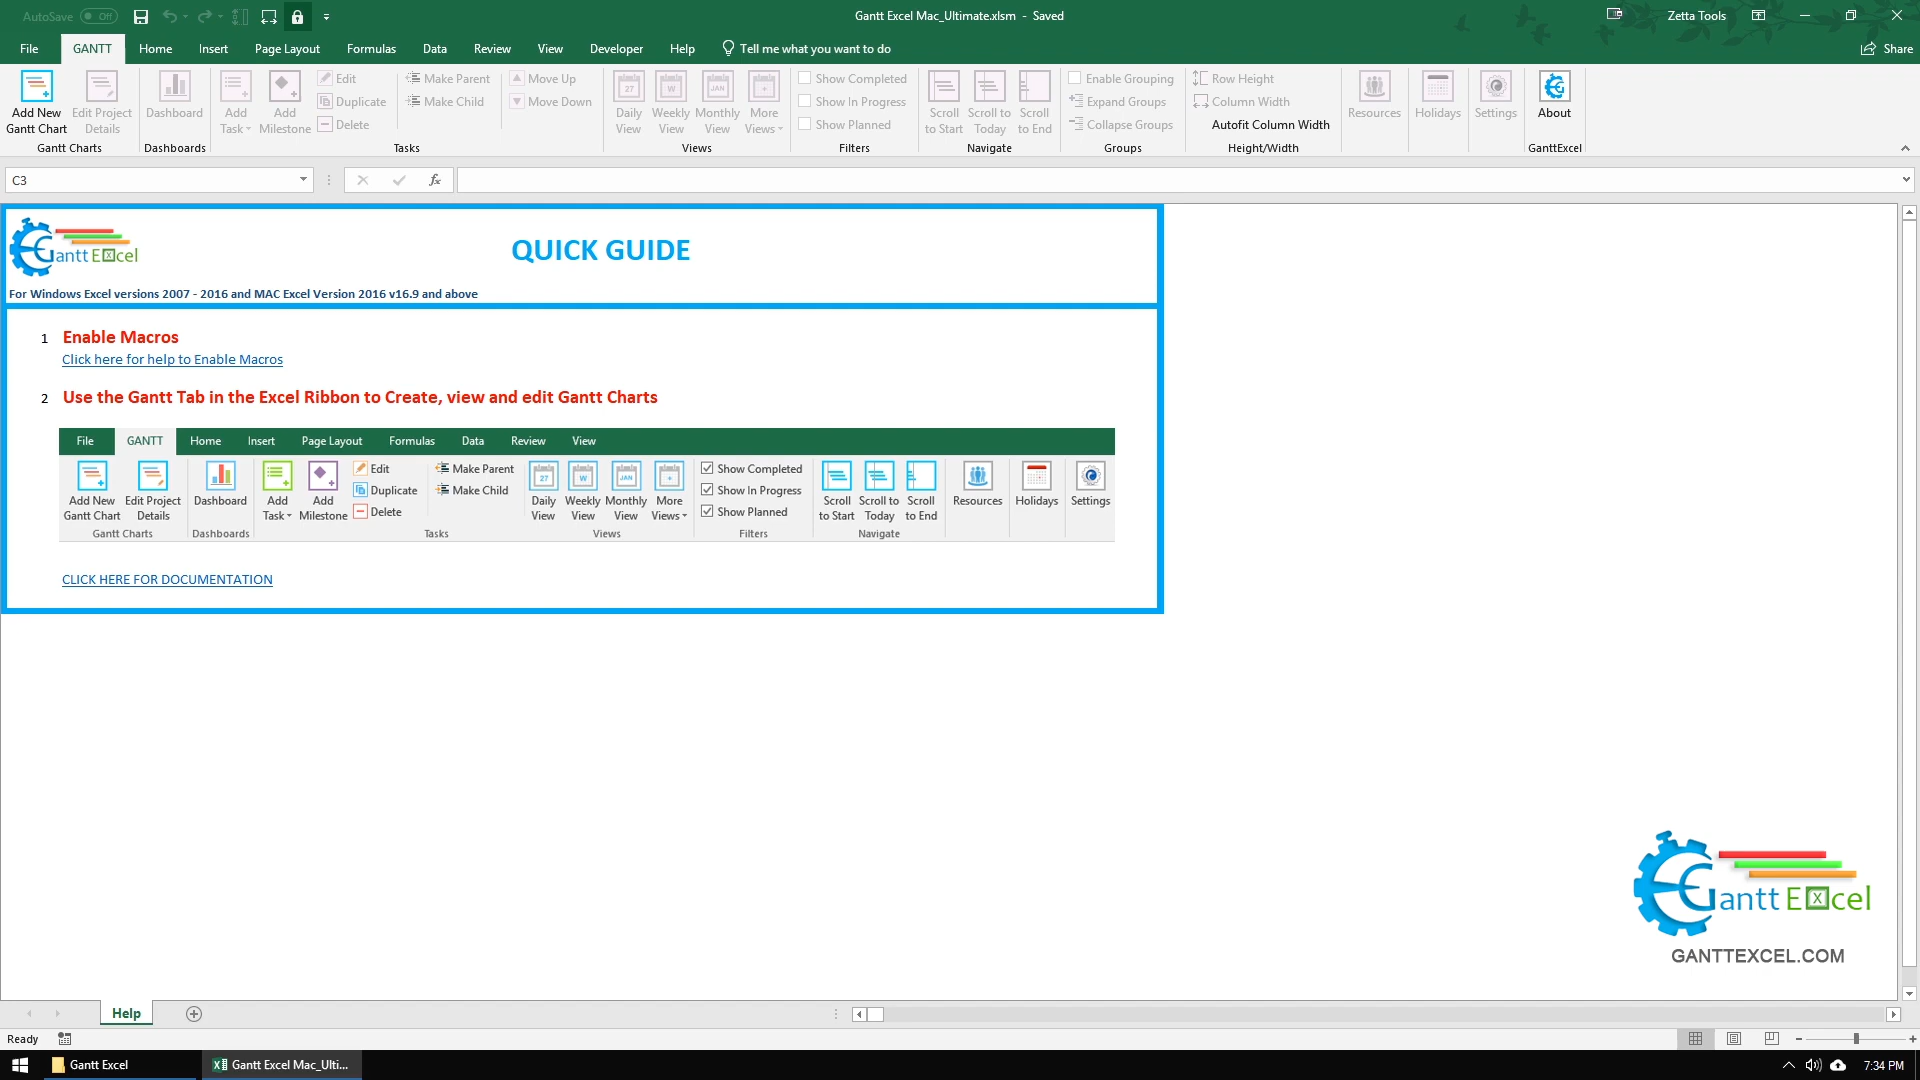 AutoSave Off
Gantt Excel Mac_Ultimate.xlsm - Saved
Zetta Tools
File GANTT Home Insert Page Layout Formulas Data Review View Developer Help Tell me what you want to do Share
Add New Gantt Chart
Edit Project Details
Gantt Charts
Dashboard
Dashboards
Add Task
Add Milestone
Edit
Duplicate
Delete
Make Parent
Make Child
Move Up
Move Down
Tasks
27 Daily View
W Weekly View
JAN Monthly View
More Views
Views
Show Completed
Show In Progress
Show Planned
Filters
Scroll to Start
Scroll to Today
Scroll to End
Navigate
Enable Grouping
Expand Groups
Collapse Groups
Groups
Row Height
Column Width
Autofit Column Width
Height/Width
Resources
Holidays
Settings
About
GanttExcel
C3
fx
Gantt Excel
QUICK GUIDE
For Windows Excel versions 2007 - 2016 and MAC Excel Version 2016 v16.9 and above
1 Enable Macros
Click here for help to Enable Macros
2 Use the Gantt Tab in the Excel Ribbon to Create, view and edit Gantt Charts
File GANTT Home Insert Page Layout Formulas Data Review View
Add New Gantt Chart
Edit Project Details
Gantt Charts
Dashboard
Dashboards
Add Task
Add Milestone
Edit
Duplicate
Delete
Make Parent
Make Child
Tasks
27 Daily View
W Weekly View
JAN Monthly View
More Views
Views
Show Completed
Show In Progress
Show Planned
Filters
Scroll to Start
Scroll to Today
Scroll to End
Navigate
Resources
Holidays
Settings
CLICK HERE FOR DOCUMENTATION
Gantt Excel
GANTTEXCEL.COM
Help
Ready
Gantt Excel
Gantt Excel Mac_Ulti...
7:34 PM